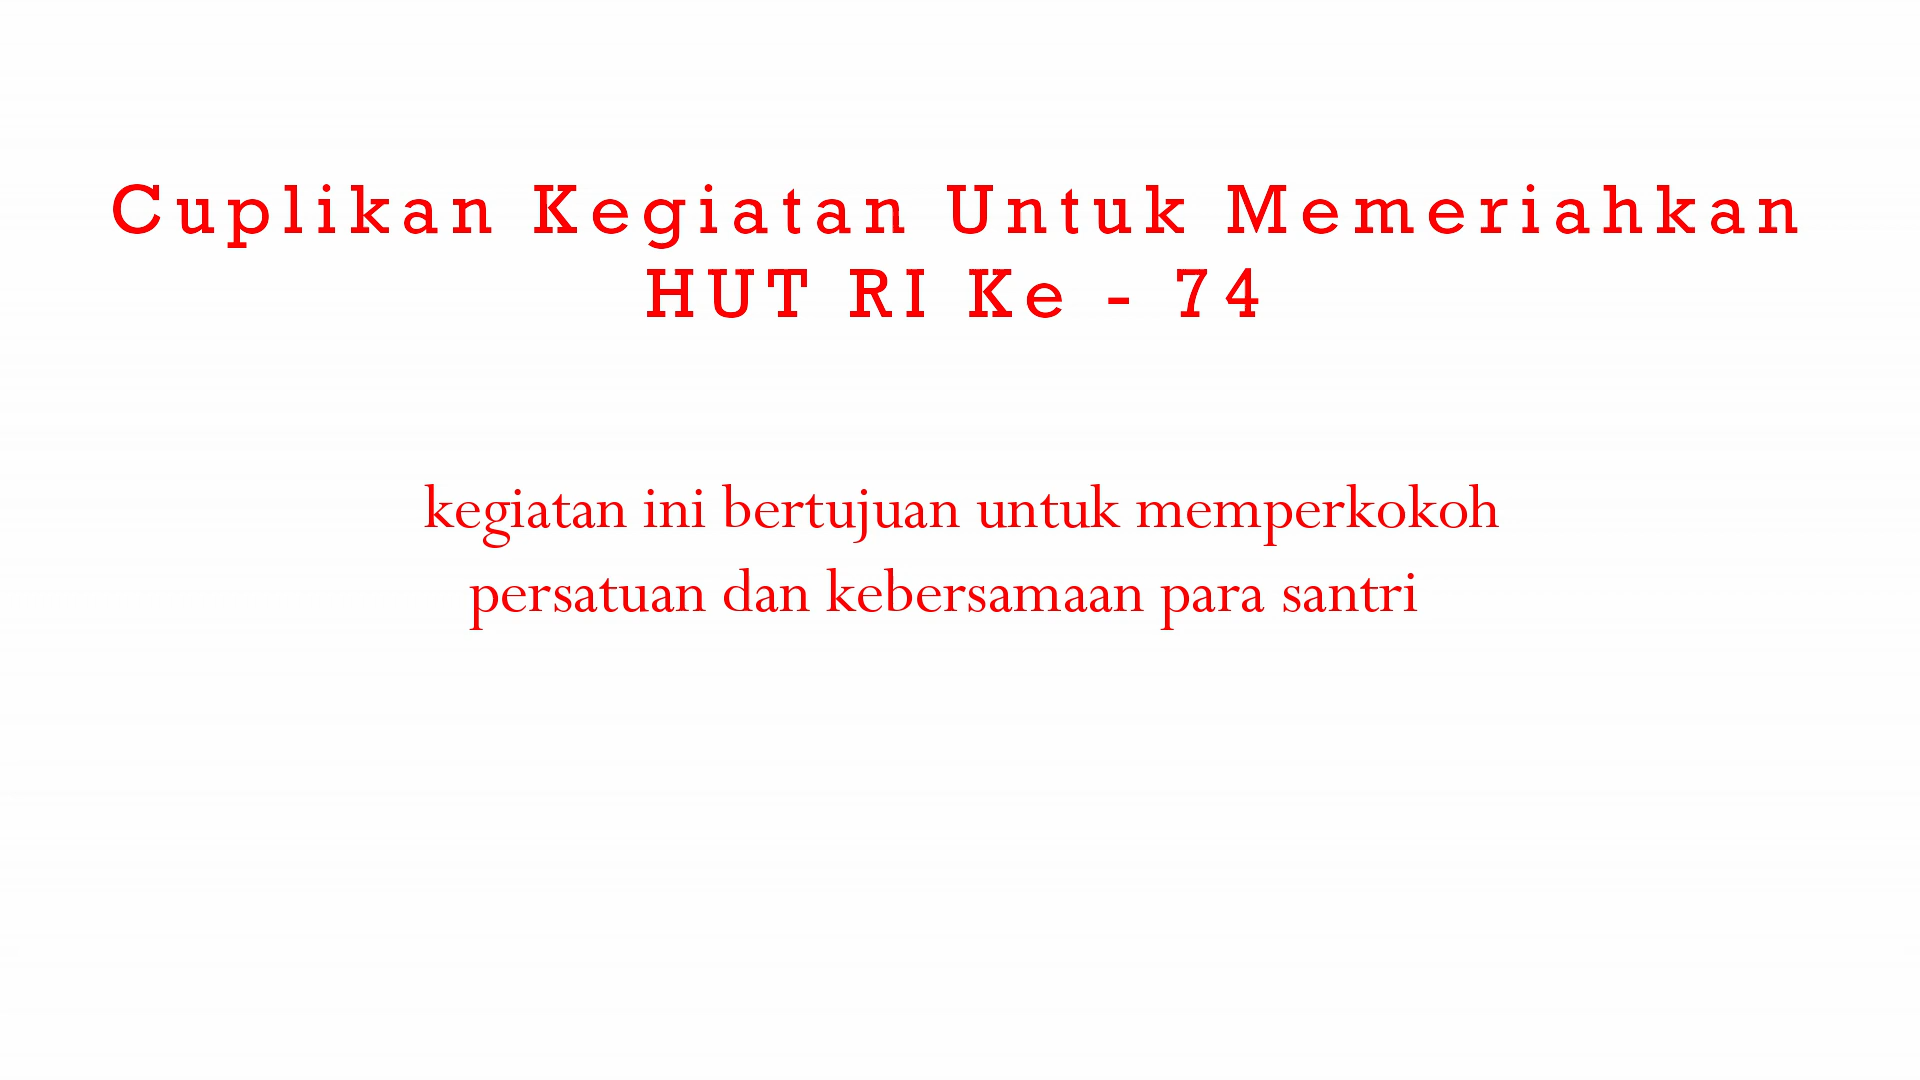 Cuplikan Kegiatan Untuk Memeriahkan
HUT RI Ke - 74
kegiatan ini bertujuan untuk memperkokoh
persatuan dan kebersamaan para santri